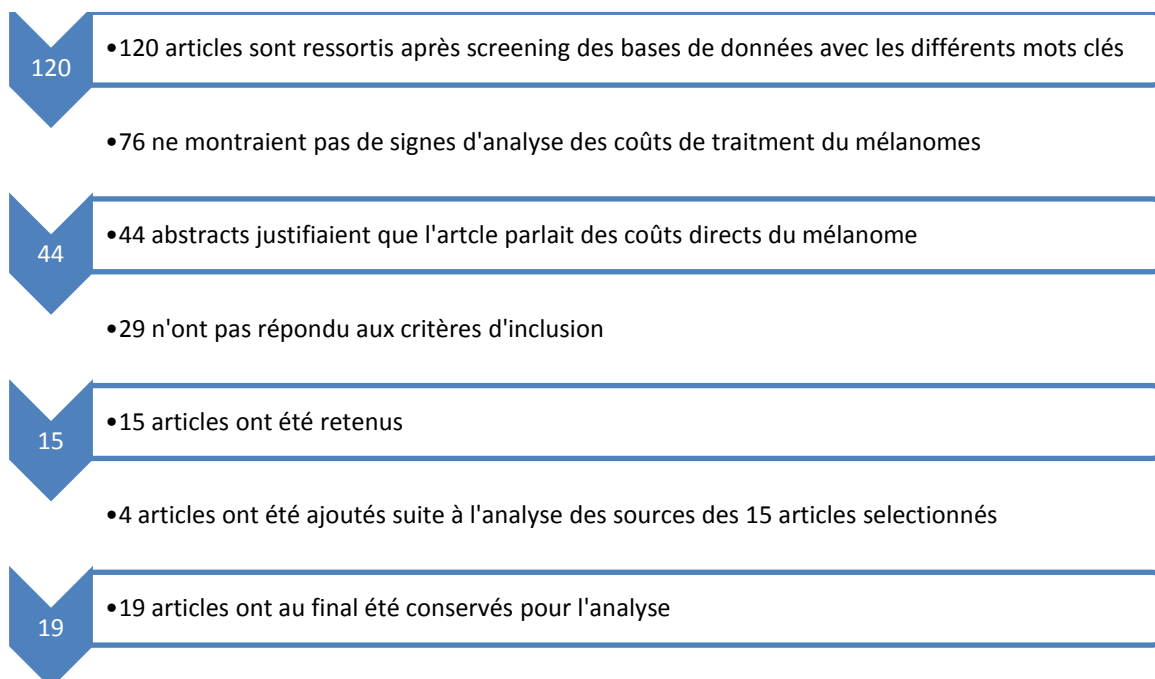 120
•120 articles sont ressortis après screening des bases de données avec les différents mots clés
•76 ne montraient pas de signes d'analyse des coûts de traitment du mélanomes
44
•44 abstracts justifiaient que l'artcle parlait des coûts directs du mélanome
•29 n'ont pas répondu aux critères d'inclusion
15
•15 articles ont été retenus
•4 articles ont été ajoutés suite à l'analyse des sources des 15 articles selectionnés
19
•19 articles ont au final été conservés pour l'analyse